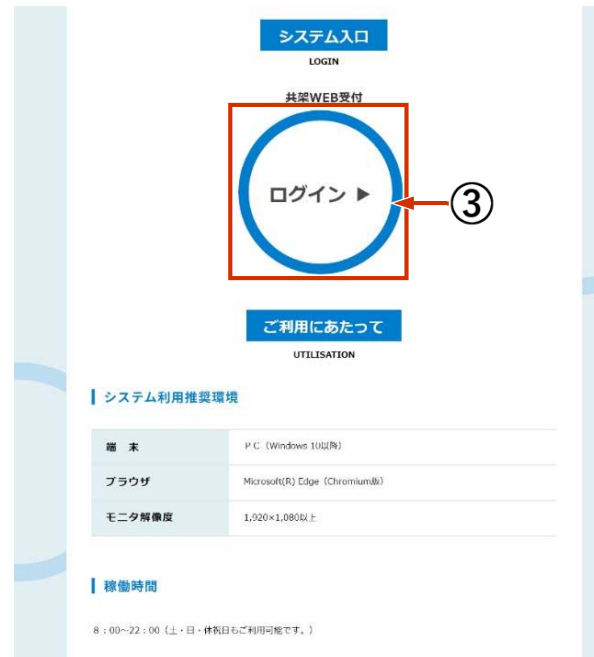 システム入口
LOGIN
共架WEB受付
ログイン ▶
③
ご利用にあたって
UTILISATION
システム利用推奨環境
端　末 ＰＣ（Windows 10以降）
ブラウザ Microsoft(R) Edge（Chromium版）
モニタ解像度 1,920×1,080以上
稼働時間
8：00～22：00（土・日・休祝日もご利用可能です。）